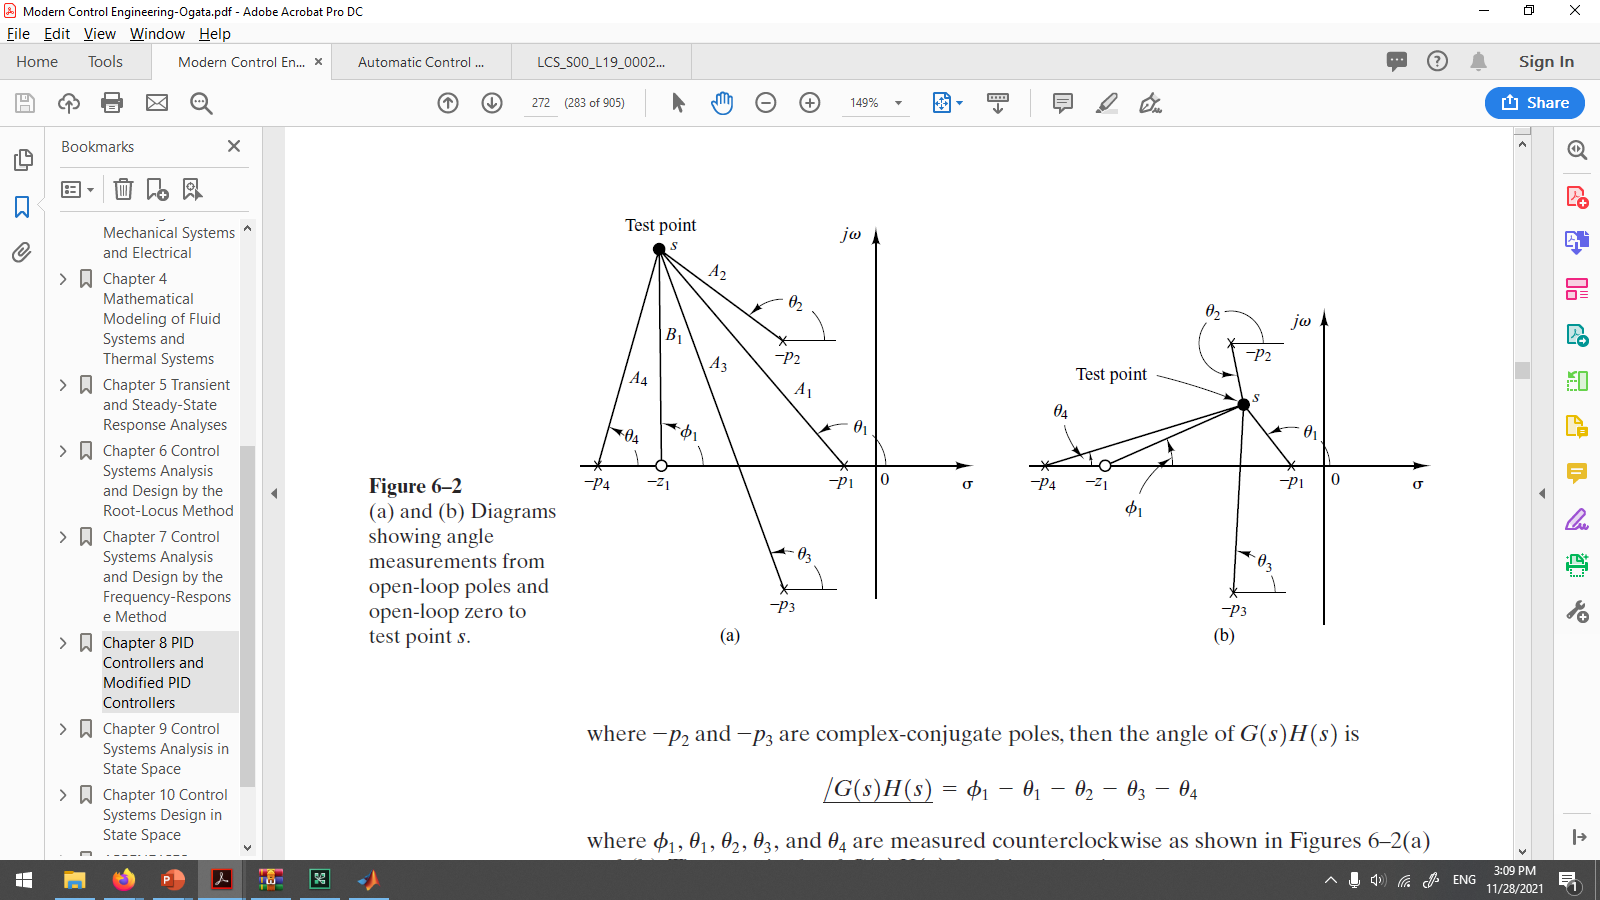 Modern Control Engineering-Ogata.pdf - Adobe Acrobat Pro DC
File Edit View Window Help
Home Tools Modern Control En... × Automatic Control ... LCS_S00_L19_0002... Sign In
272 (283 of 905) 149% Share
Bookmarks
Mechanical Systems
and Electrical
Chapter 4
Mathematical
Modeling of Fluid
Systems and
Thermal Systems
Chapter 5 Transient
and Steady-State
Response Analyses
Chapter 6 Control
Systems Analysis
and Design by the
Root-Locus Method
Chapter 7 Control
Systems Analysis
and Design by the
Frequency-Respons
e Method
Chapter 8 PID
Controllers and
Modified PID
Controllers
Chapter 9 Control
Systems Analysis in
State Space
Chapter 10 Control
Systems Design in
State Space
Test point
s
jω
A₂
θ₂
B₁
−p₂
A₃
A₄
A₁
θ₄
ϕ₁
θ₁
−p₄
−z₁
−p₁
0
σ
θ₃
−p₃
(a)
θ₂
jω
−p₂
Test point
s
θ₄
θ₁
−p₄
−z₁
−p₁
0
σ
ϕ₁
θ₃
−p₃
(b)
Figure 6–2
(a) and (b) Diagrams
showing angle
measurements from
open-loop poles and
open-loop zero to
test point s.
where −p₂ and −p₃ are complex-conjugate poles, then the angle of G(s)H(s) is
/G(s)H(s) = ϕ₁ − θ₁ − θ₂ − θ₃ − θ₄
where ϕ₁, θ₁, θ₂, θ₃, and θ₄ are measured counterclockwise as shown in Figures 6–2(a)
ENG
3:09 PM
11/28/2021
1